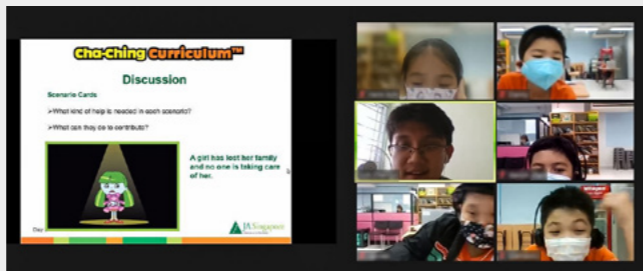 Cha-Ching Curriculum™
Discussion
Scenario Cards
➢What kind of help is needed in each scenario?
➢What can they do to contribute?
A girl has lost her family
and no one is taking care
of her.
Day
JA Singapore